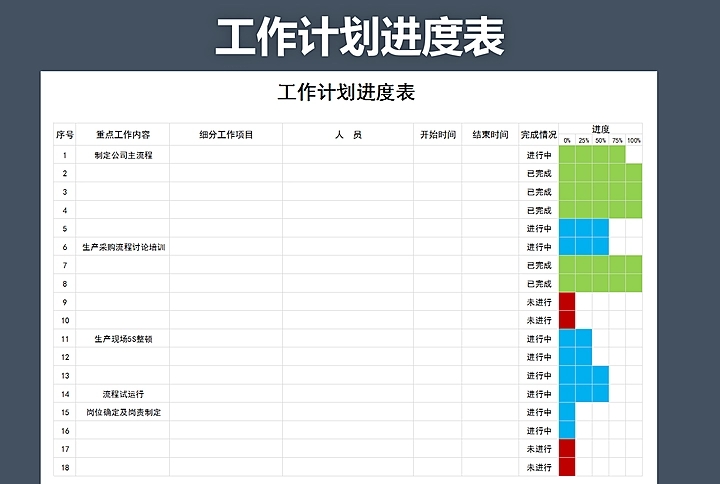 工作计划进度表
工作计划进度表
序号 重点工作内容 细分工作项目 人 员 开始时间 结束时间 完成情况 进度
0% 25% 50% 75% 100%
1 制定公司主流程 进行中
2 已完成
3 已完成
4 已完成
5 进行中
6 生产采购流程讨论培训 进行中
7 已完成
8 已完成
9 未进行
10 未进行
11 生产现场5S整顿 进行中
12 进行中
13 进行中
14 流程试运行 进行中
15 岗位确定及岗责制定 进行中
16 进行中
17 未进行
18 未进行